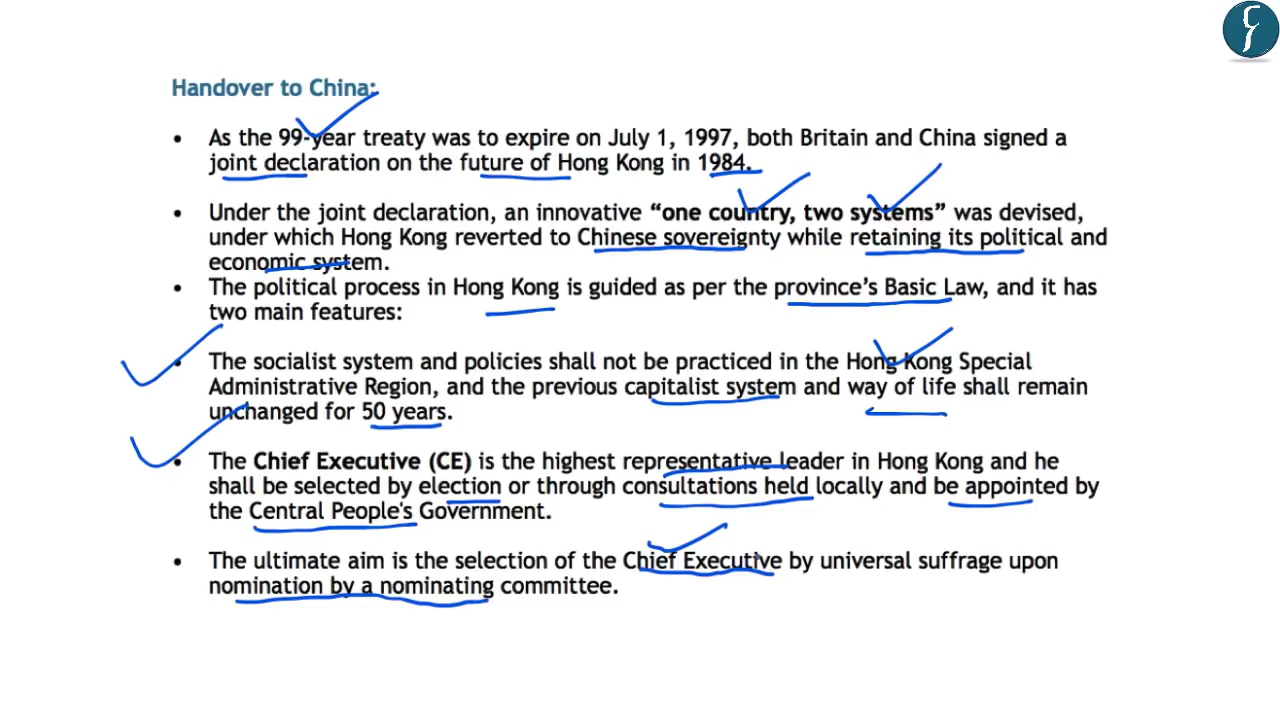 Handover to China:
• As the 99-year treaty was to expire on July 1, 1997, both Britain and China signed a
joint declaration on the future of Hong Kong in 1984.
• Under the joint declaration, an innovative “one country, two systems” was devised,
under which Hong Kong reverted to Chinese sovereignty while retaining its political and
economic system.
• The political process in Hong Kong is guided as per the province’s Basic Law, and it has
two main features:
• The socialist system and policies shall not be practiced in the Hong Kong Special
Administrative Region, and the previous capitalist system and way of life shall remain
unchanged for 50 years.
• The Chief Executive (CE) is the highest representative leader in Hong Kong and he
shall be selected by election or through consultations held locally and be appointed by
the Central People's Government.
• The ultimate aim is the selection of the Chief Executive by universal suffrage upon
nomination by a nominating committee.